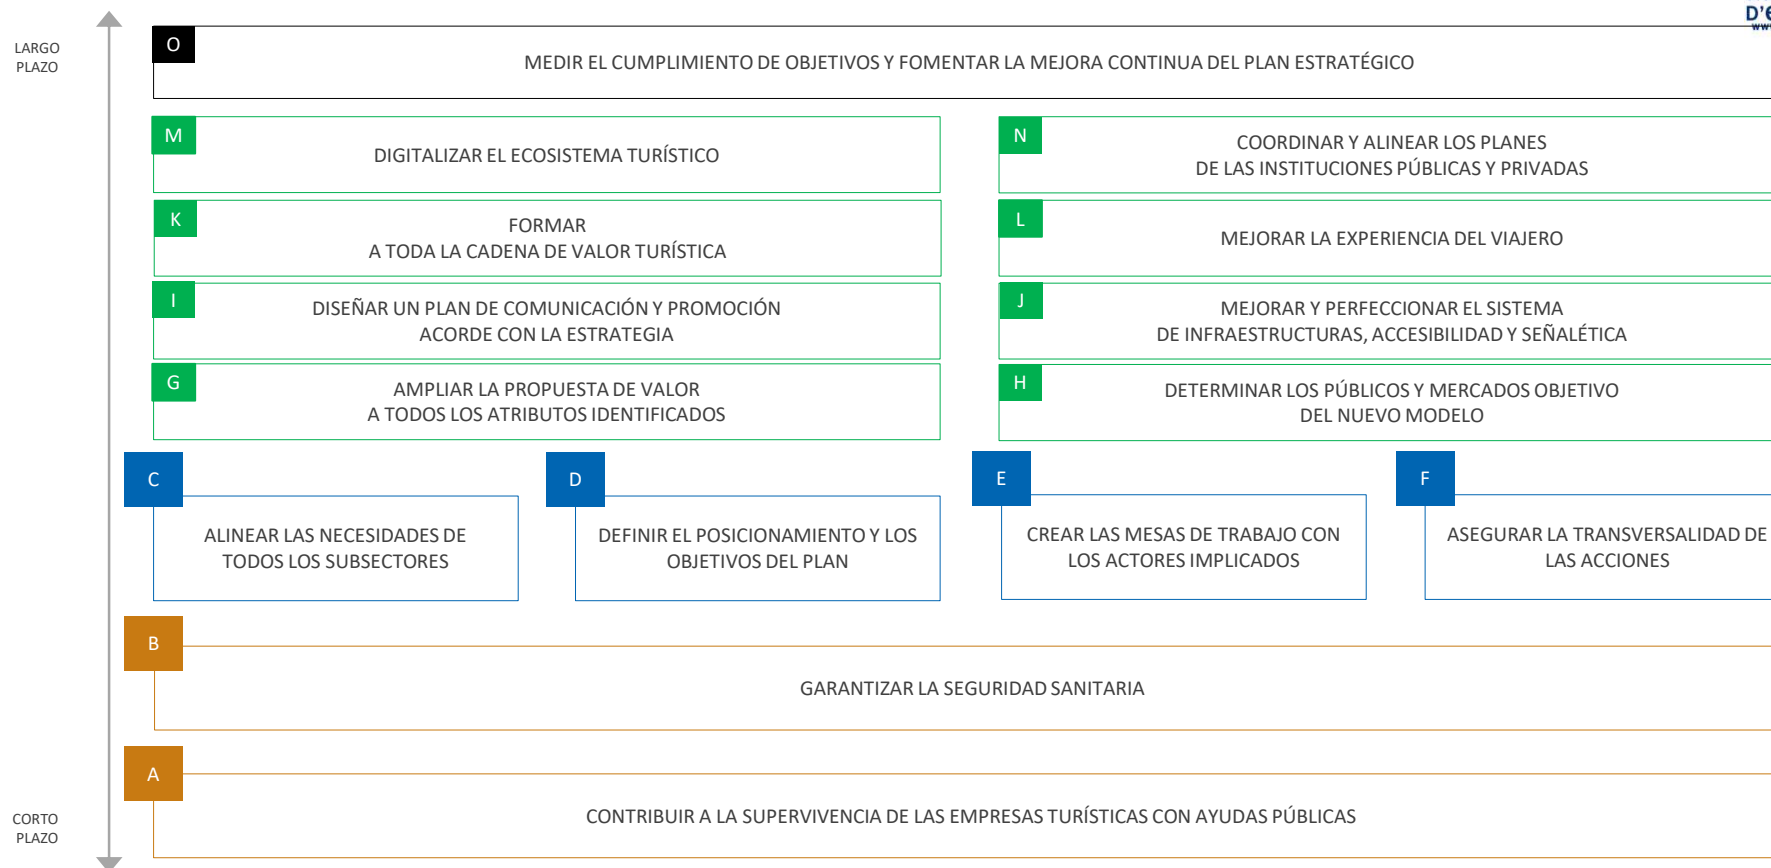 D'
LARGO
PLAZO
O
MEDIR EL CUMPLIMIENTO DE OBJETIVOS Y FOMENTAR LA MEJORA CONTINUA DEL PLAN ESTRATÉGICO
M
DIGITALIZAR EL ECOSISTEMA TURÍSTICO
N
COORDINAR Y ALINEAR LOS PLANES
DE LAS INSTITUCIONES PÚBLICAS Y PRIVADAS
K
FORMAR
A TODA LA CADENA DE VALOR TURÍSTICA
L
MEJORAR LA EXPERIENCIA DEL VIAJERO
I
DISEÑAR UN PLAN DE COMUNICACIÓN Y PROMOCIÓN
ACORDE CON LA ESTRATEGIA
J
MEJORAR Y PERFECCIONAR EL SISTEMA
DE INFRAESTRUCTURAS, ACCESIBILIDAD Y SEÑALÉTICA
G
AMPLIAR LA PROPUESTA DE VALOR
A TODOS LOS ATRIBUTOS IDENTIFICADOS
H
DETERMINAR LOS PÚBLICOS Y MERCADOS OBJETIVO
DEL NUEVO MODELO
C
ALINEAR LAS NECESIDADES DE
TODOS LOS SUBSECTORES
D
DEFINIR EL POSICIONAMIENTO Y LOS
OBJETIVOS DEL PLAN
E
CREAR LAS MESAS DE TRABAJO CON
LOS ACTORES IMPLICADOS
F
ASEGURAR LA TRANSVERSALIDAD DE
LAS ACCIONES
B
GARANTIZAR LA SEGURIDAD SANITARIA
A
CONTRIBUIR A LA SUPERVIVENCIA DE LAS EMPRESAS TURÍSTICAS CON AYUDAS PÚBLICAS
CORTO
PLAZO